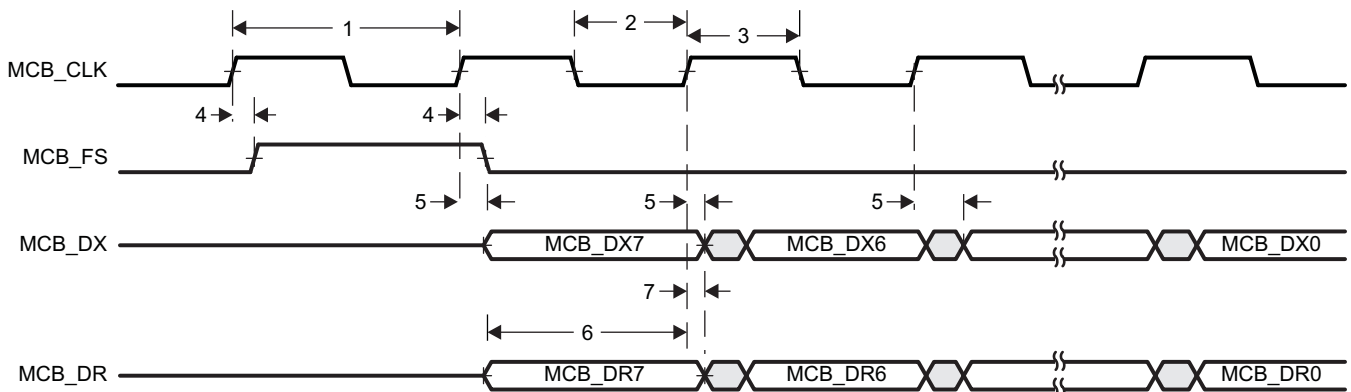 1 2 3
MCB_CLK
4 4
MCB_FS
5 5 5
MCB_DX MCB_DX7 MCB_DX6 MCB_DX0
7
6
MCB_DR MCB_DR7 MCB_DR6 MCB_DR0